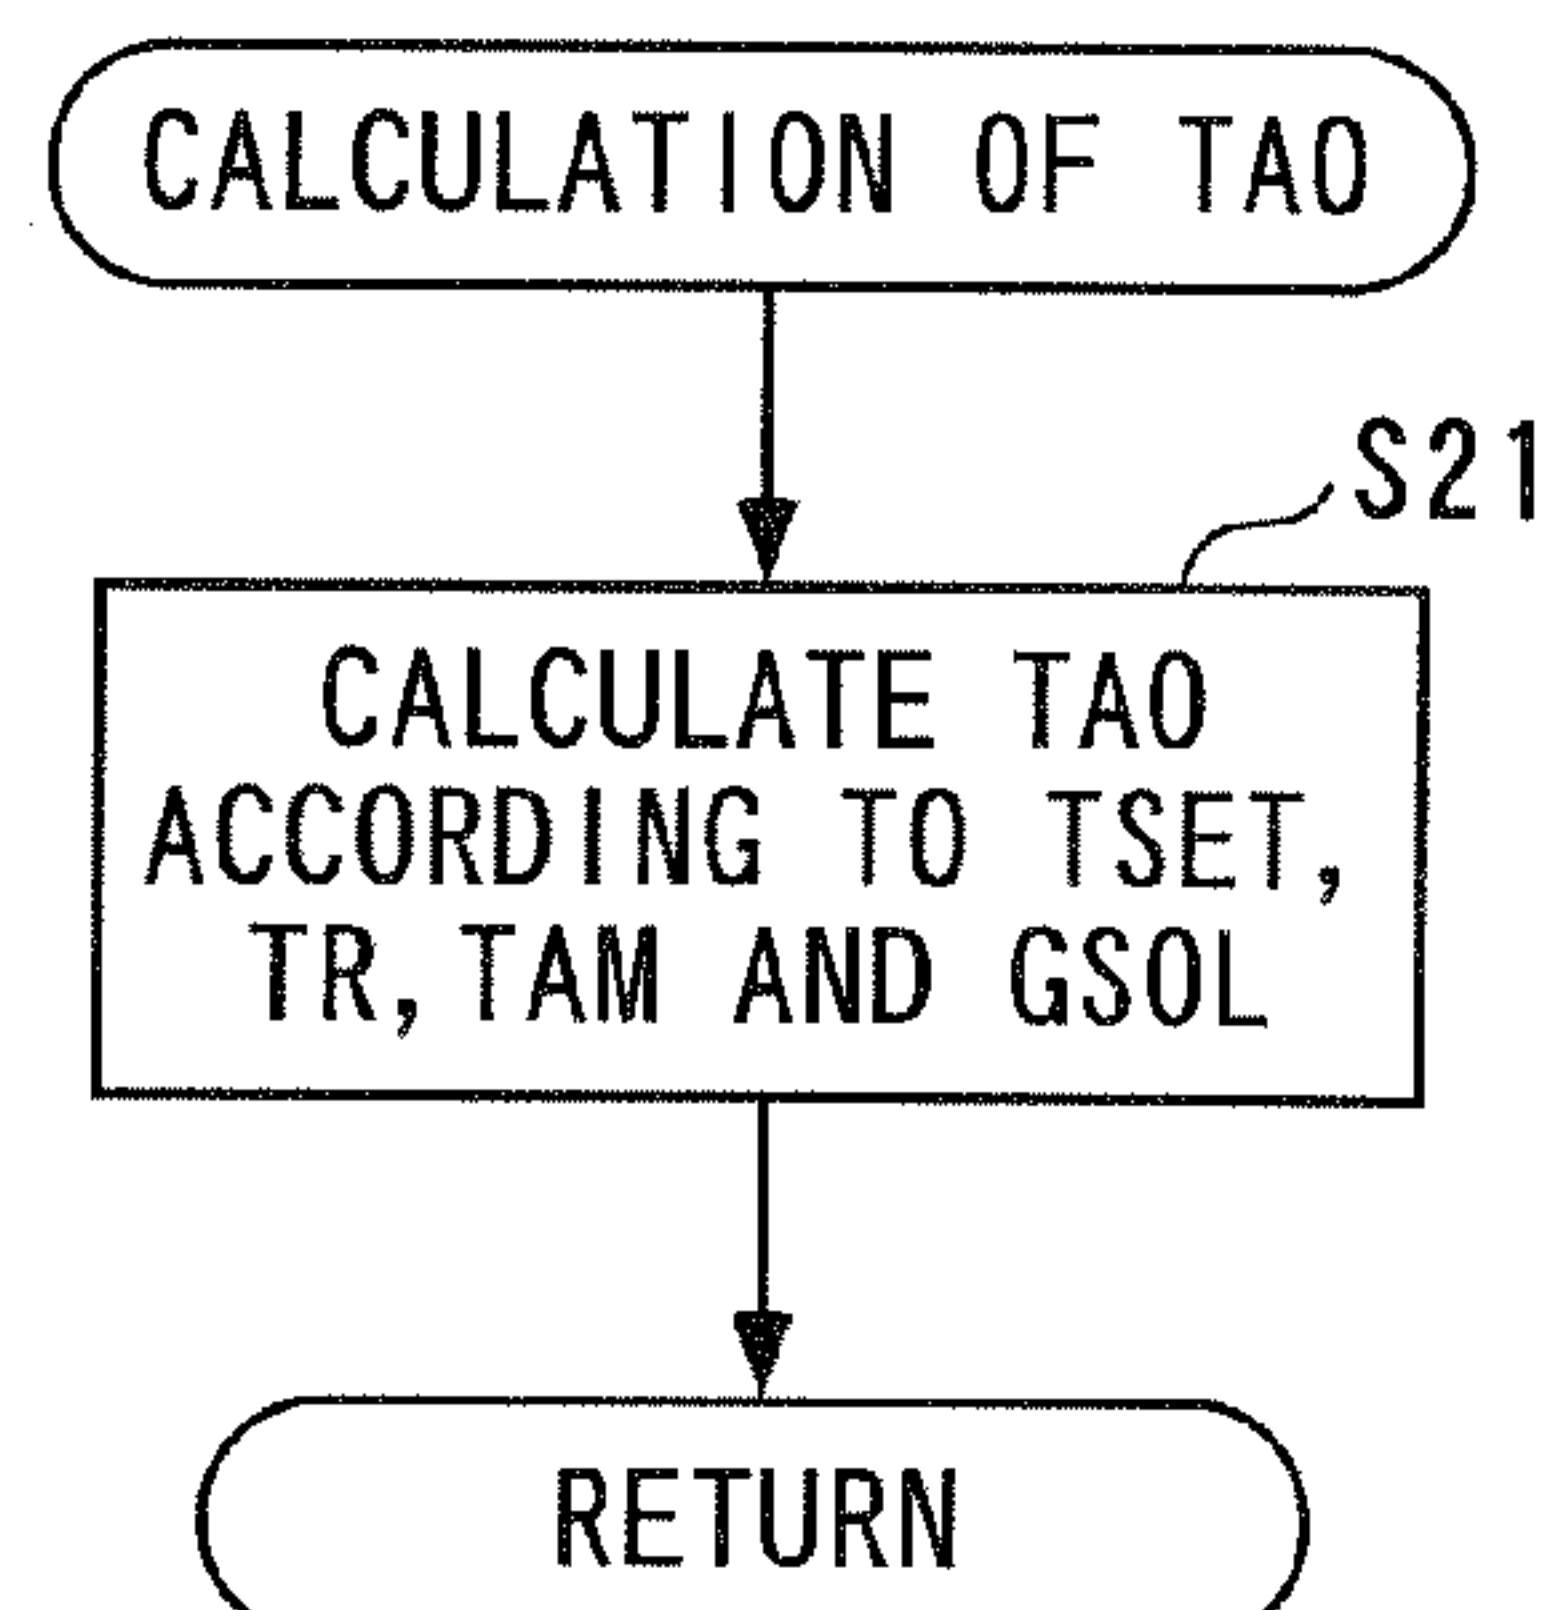 CALCULATION OF TAO
S21
CALCULATE TAO
ACCORDING TO TSET,
TR, TAM AND GSOL
RETURN